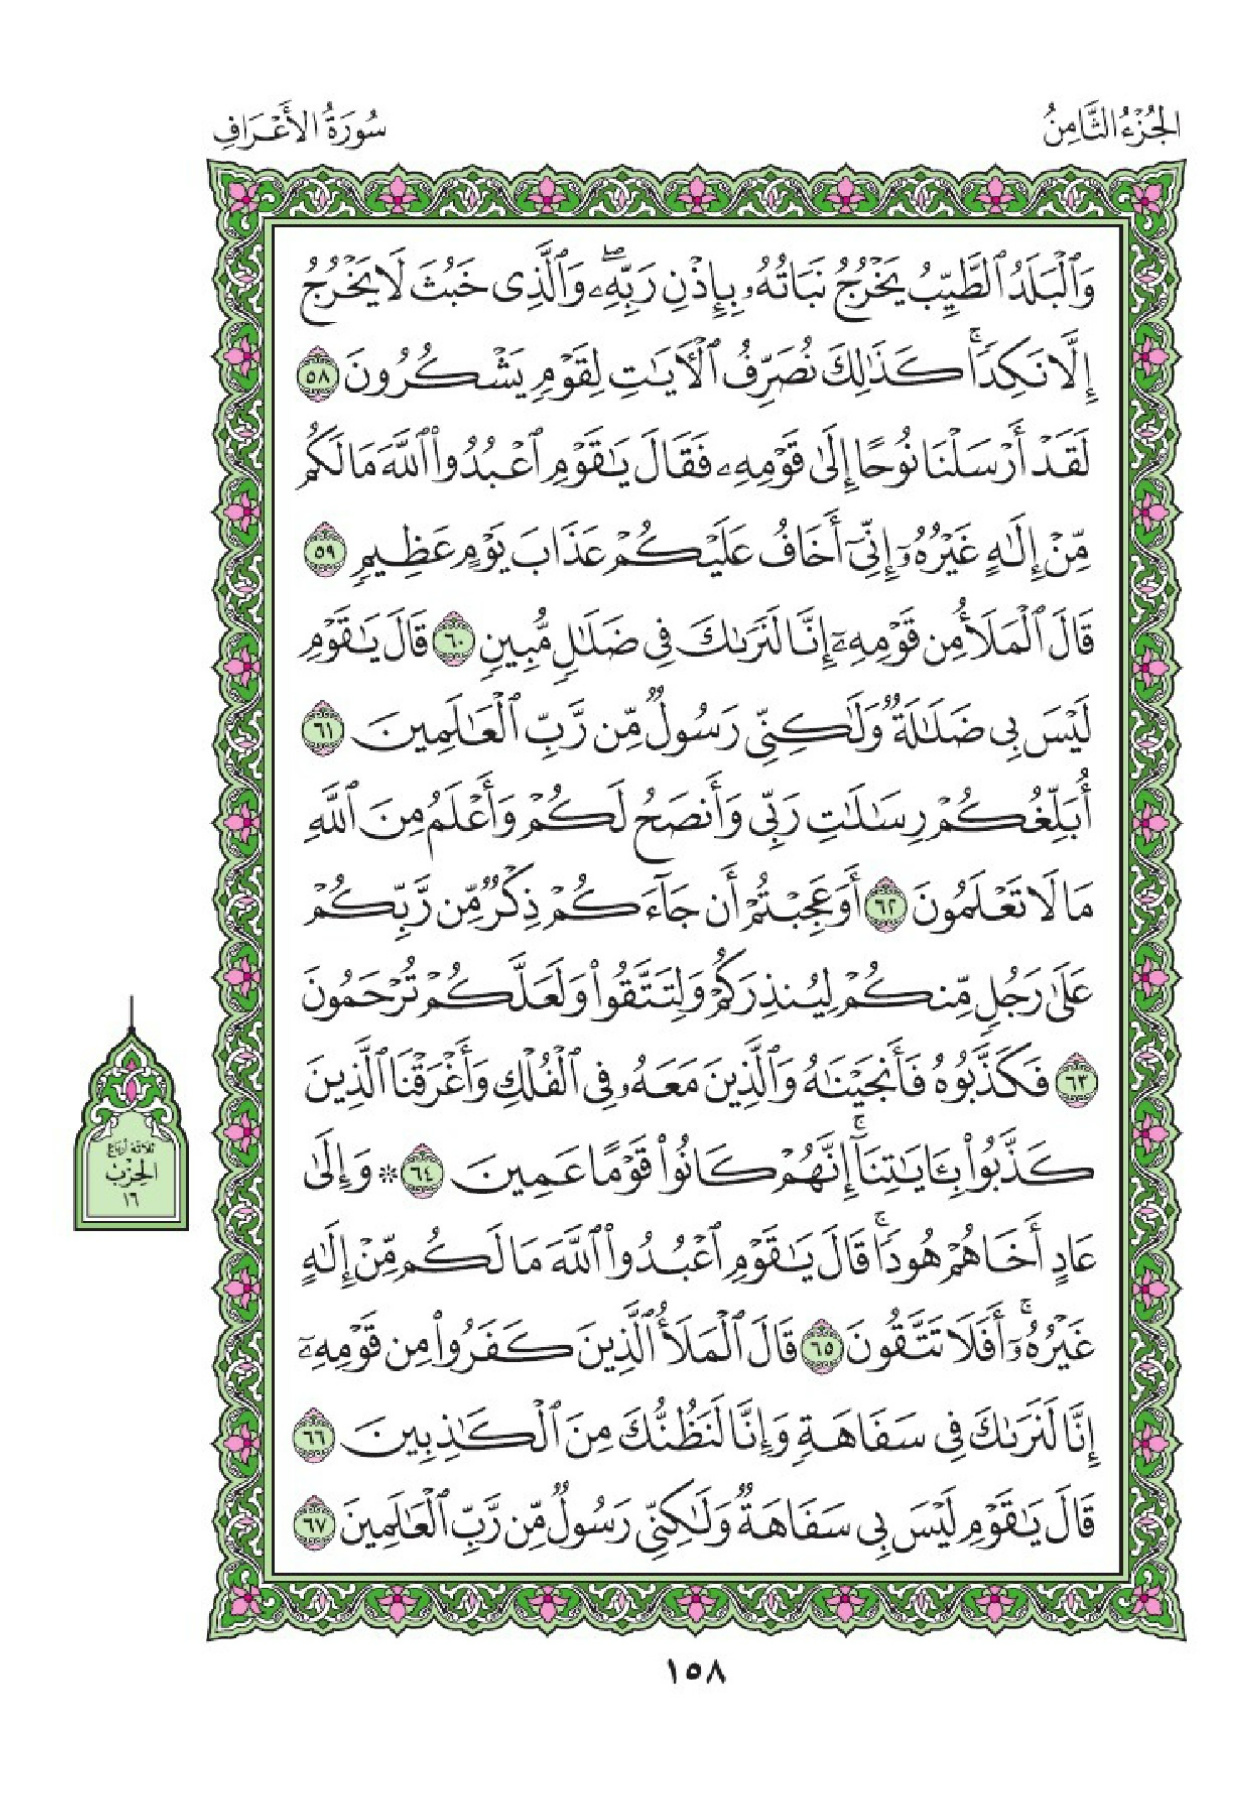 الجُزْءُ الثَّامِنُ
سُورَةُ الأَعْرَافِ
وَٱلْبَلَدُ ٱلطَّيِّبُ يَخْرُجُ نَبَاتُهُۥ بِإِذْنِ رَبِّهِۦۖ وَٱلَّذِى خَبُثَ لَا يَخْرُجُ
إِلَّا نَكِدًاۚ كَذَٰلِكَ نُصَرِّفُ ٱلْـَٔايَـٰتِ لِقَوْمٍ يَشْكُرُونَ ٥٨
لَقَدْ أَرْسَلْنَا نُوحًا إِلَىٰ قَوْمِهِۦ فَقَالَ يَـٰقَوْمِ ٱعْبُدُوا۟ ٱللَّهَ مَا لَكُم
مِّنْ إِلَـٰهٍ غَيْرُهُۥٓ إِنِّىٓ أَخَافُ عَلَيْكُمْ عَذَابَ يَوْمٍ عَظِيمٍ ٥٩
قَالَ ٱلْمَلَأُ مِن قَوْمِهِۦٓ إِنَّا لَنَرَىٰكَ فِى ضَلَـٰلٍ مُّبِينٍ ٦٠ قَالَ يَـٰقَوْمِ
لَيْسَ بِى ضَلَـٰلَةٌ وَلَـٰكِنِّى رَسُولٌ مِّن رَّبِّ ٱلْعَـٰلَمِينَ ٦١
أُبَلِّغُكُمْ رِسَـٰلَـٰتِ رَبِّى وَأَنصَحُ لَكُمْ وَأَعْلَمُ مِنَ ٱللَّهِ
مَا لَا تَعْلَمُونَ ٦٢ أَوَعَجِبْتُمْ أَن جَآءَكُمْ ذِكْرٌ مِّن رَّبِّكُمْ
عَلَىٰ رَجُلٍ مِّنكُمْ لِيُنذِرَكُمْ وَلِتَتَّقُوا۟ وَلَعَلَّكُمْ تُرْحَمُونَ
٦٣ فَكَذَّبُوهُ فَأَنجَيْنَـٰهُ وَٱلَّذِينَ مَعَهُۥ فِى ٱلْفُلْكِ وَأَغْرَقْنَا ٱلَّذِينَ
كَذَّبُوا۟ بِـَٔايَـٰتِنَآۚ إِنَّهُمْ كَانُوا۟ قَوْمًا عَمِينَ ٦٤ * وَإِلَىٰ
عَادٍ أَخَاهُمْ هُودًاۚ قَالَ يَـٰقَوْمِ ٱعْبُدُوا۟ ٱللَّهَ مَا لَكُم مِّنْ إِلَـٰهٍ
غَيْرُهُۥٓۚ أَفَلَا تَتَّقُونَ ٦٥ قَالَ ٱلْمَلَأُ ٱلَّذِينَ كَفَرُوا۟ مِن قَوْمِهِۦٓ
إِنَّا لَنَرَىٰكَ فِى سَفَاهَةٍ وَإِنَّا لَنَظُنُّكَ مِنَ ٱلْكَـٰذِبِينَ ٦٦
قَالَ يَـٰقَوْمِ لَيْسَ بِى سَفَاهَةٌ وَلَـٰكِنِّى رَسُولٌ مِّن رَّبِّ ٱلْعَـٰلَمِينَ ٦٧
ثلاثة أرباع
الحزب
١٦
١٥٨